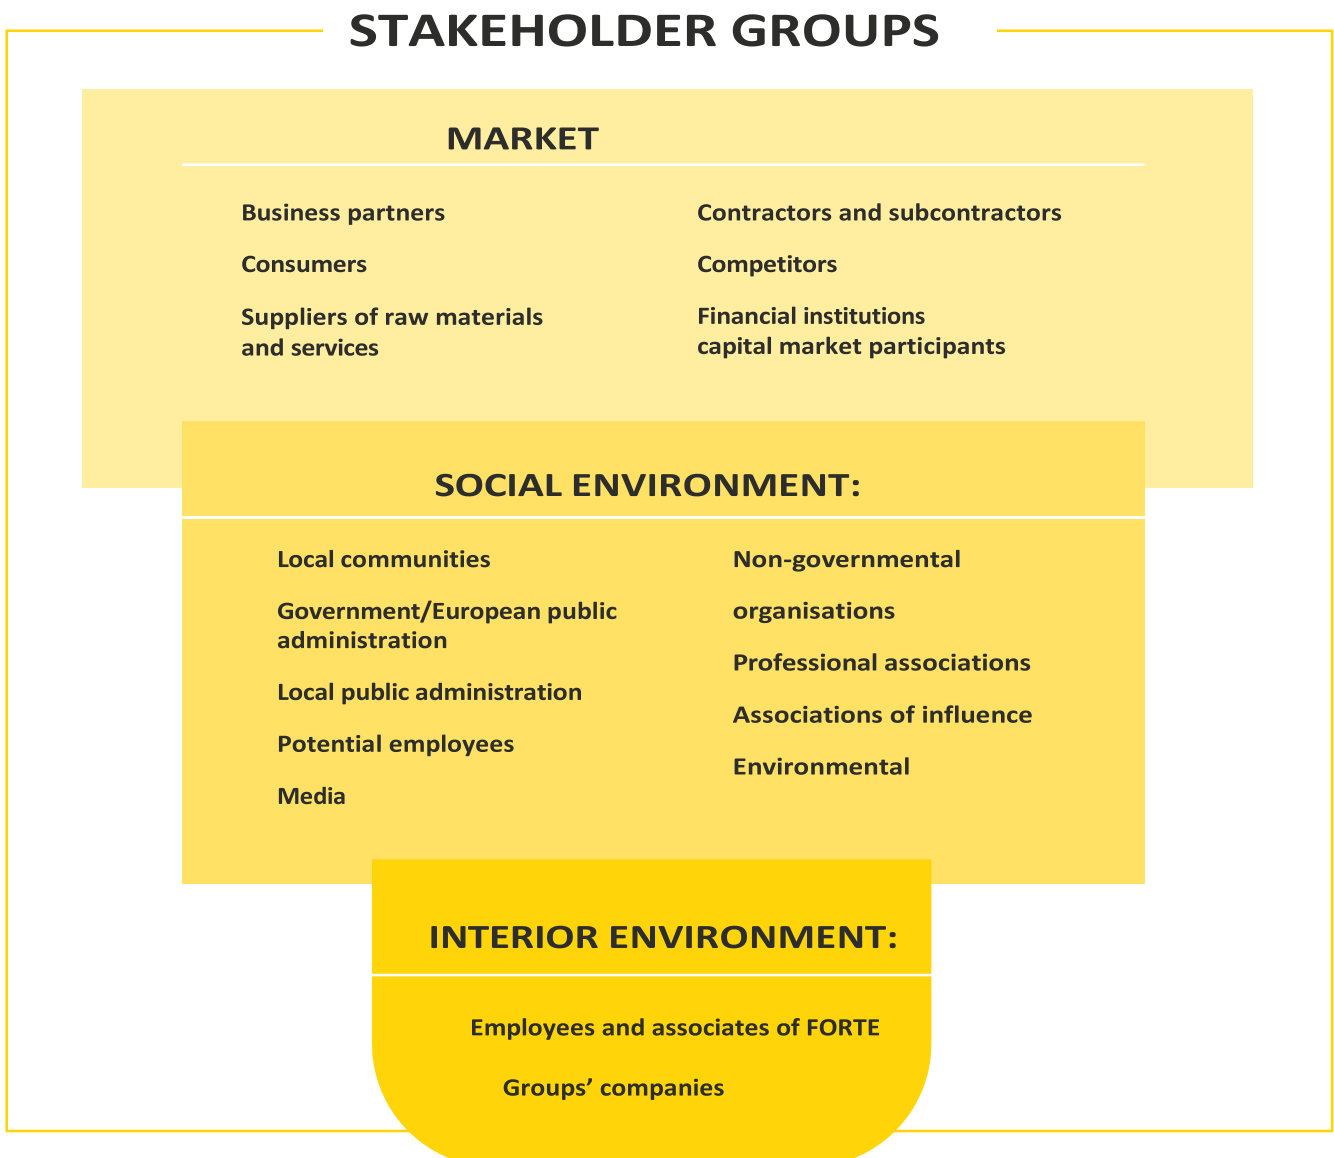 STAKEHOLDER GROUPS
MARKET
Business partners
Consumers
Suppliers of raw materials
and services
Contractors and subcontractors
Competitors
Financial institutions
capital market participants
SOCIAL ENVIRONMENT:
Local communities
Government/European public
administration
Local public administration
Potential employees
Media
Non-governmental
organisations
Professional associations
Associations of influence
Environmental
INTERIOR ENVIRONMENT:
Employees and associates of FORTE
Groups’ companies